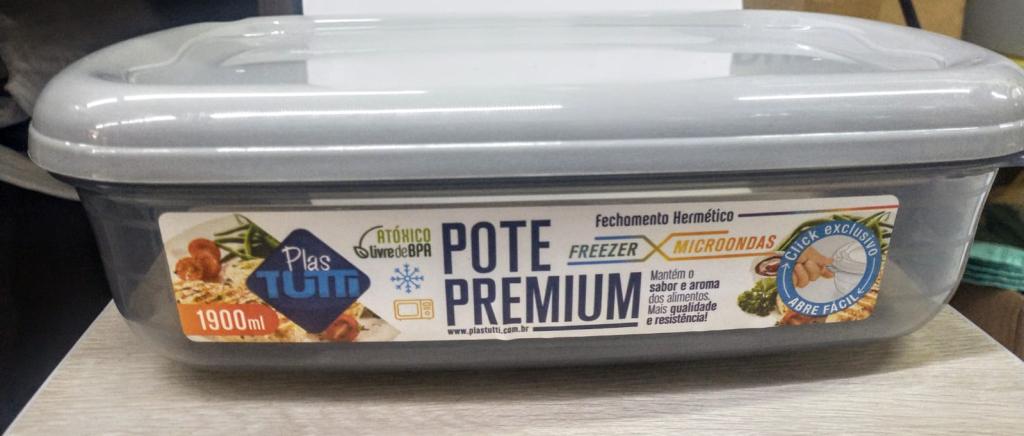 Plas
TUTTI
1900ml
ATÓXICO
livre de BPA
POTE
PREMIUM
www.plastutti.com.br
Fechamento Hermético
FREEZER MICROONDAS
Mantém o
sabor e aroma
dos alimentos.
Mais qualidade
e resistência!
Click exclusivo
ABRE FÁCIL